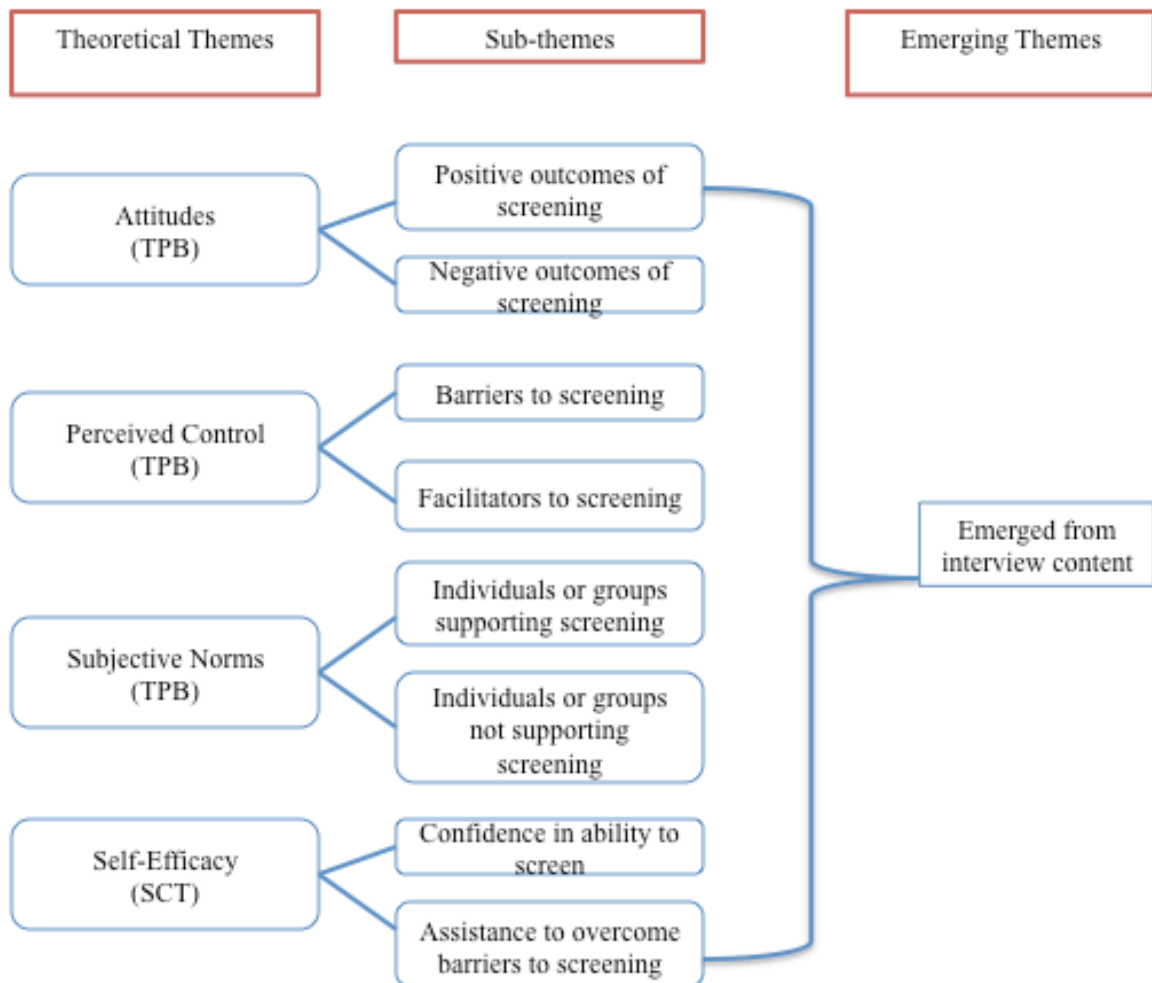 Theoretical Themes
Sub-themes
Emerging Themes
Attitudes
(TPB)
Positive outcomes of
screening
Negative outcomes of
screening
Perceived Control
(TPB)
Barriers to screening
Facilitators to screening
Subjective Norms
(TPB)
Individuals or groups
supporting screening
Individuals or groups
not supporting
screening
Self-Efficacy
(SCT)
Confidence in ability to
screen
Assistance to overcome
barriers to screening
Emerged from
interview content